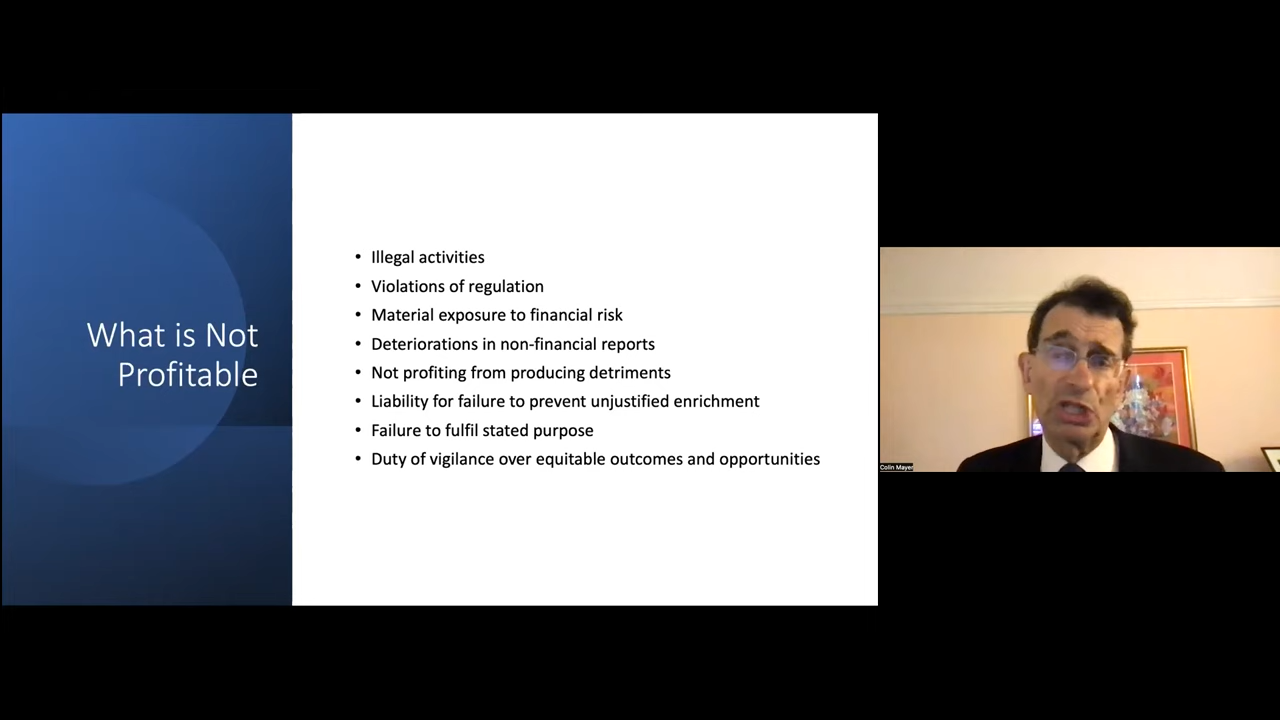 What is Not
Profitable
• Illegal activities
• Violations of regulation
• Material exposure to financial risk
• Deteriorations in non-financial reports
• Not profiting from producing detriments
• Liability for failure to prevent unjustified enrichment
• Failure to fulfil stated purpose
• Duty of vigilance over equitable outcomes and opportunities
Colin Mayer